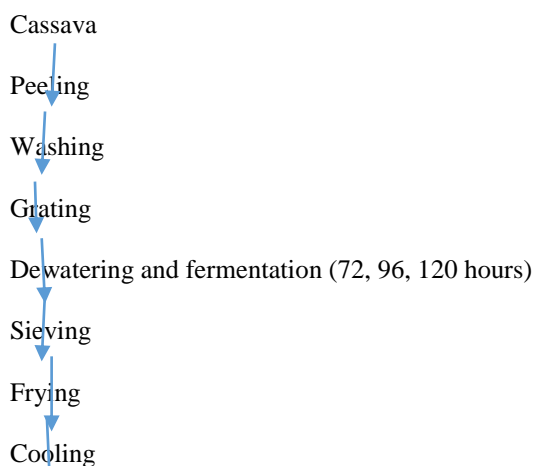 Cassava
Peeling
Washing
Grating
Dewatering and fermentation (72, 96, 120 hours)
Sieving
Frying
Cooling